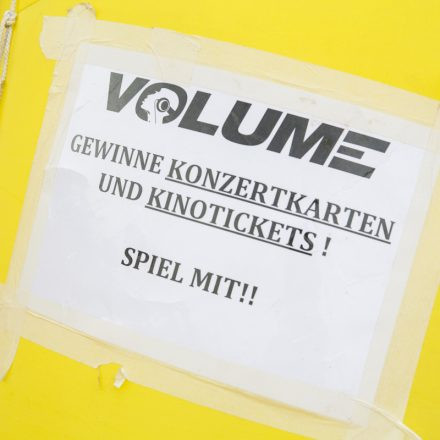 VOLUME
GEWINNE KONZERTKARTEN
UND KINOTICKETS !
SPIEL MIT!!